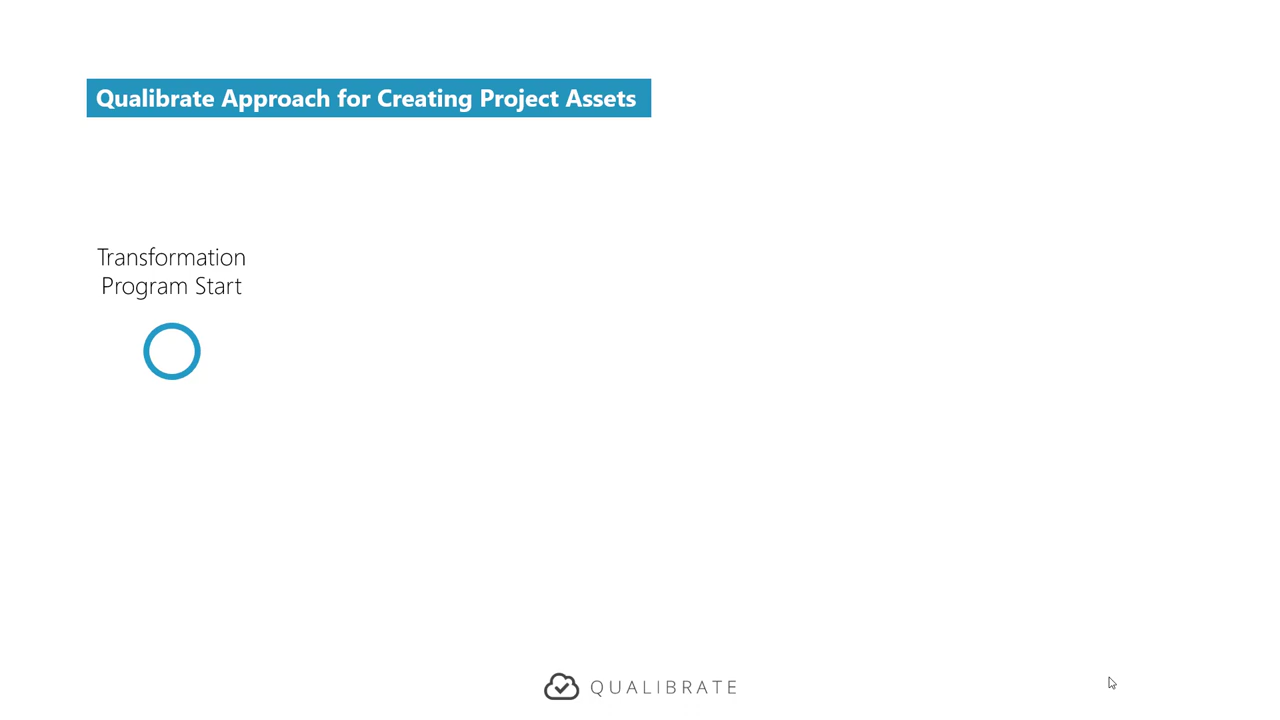 Qualibrate Approach for Creating Project Assets
Transformation
Program Start
QUALIBRATE